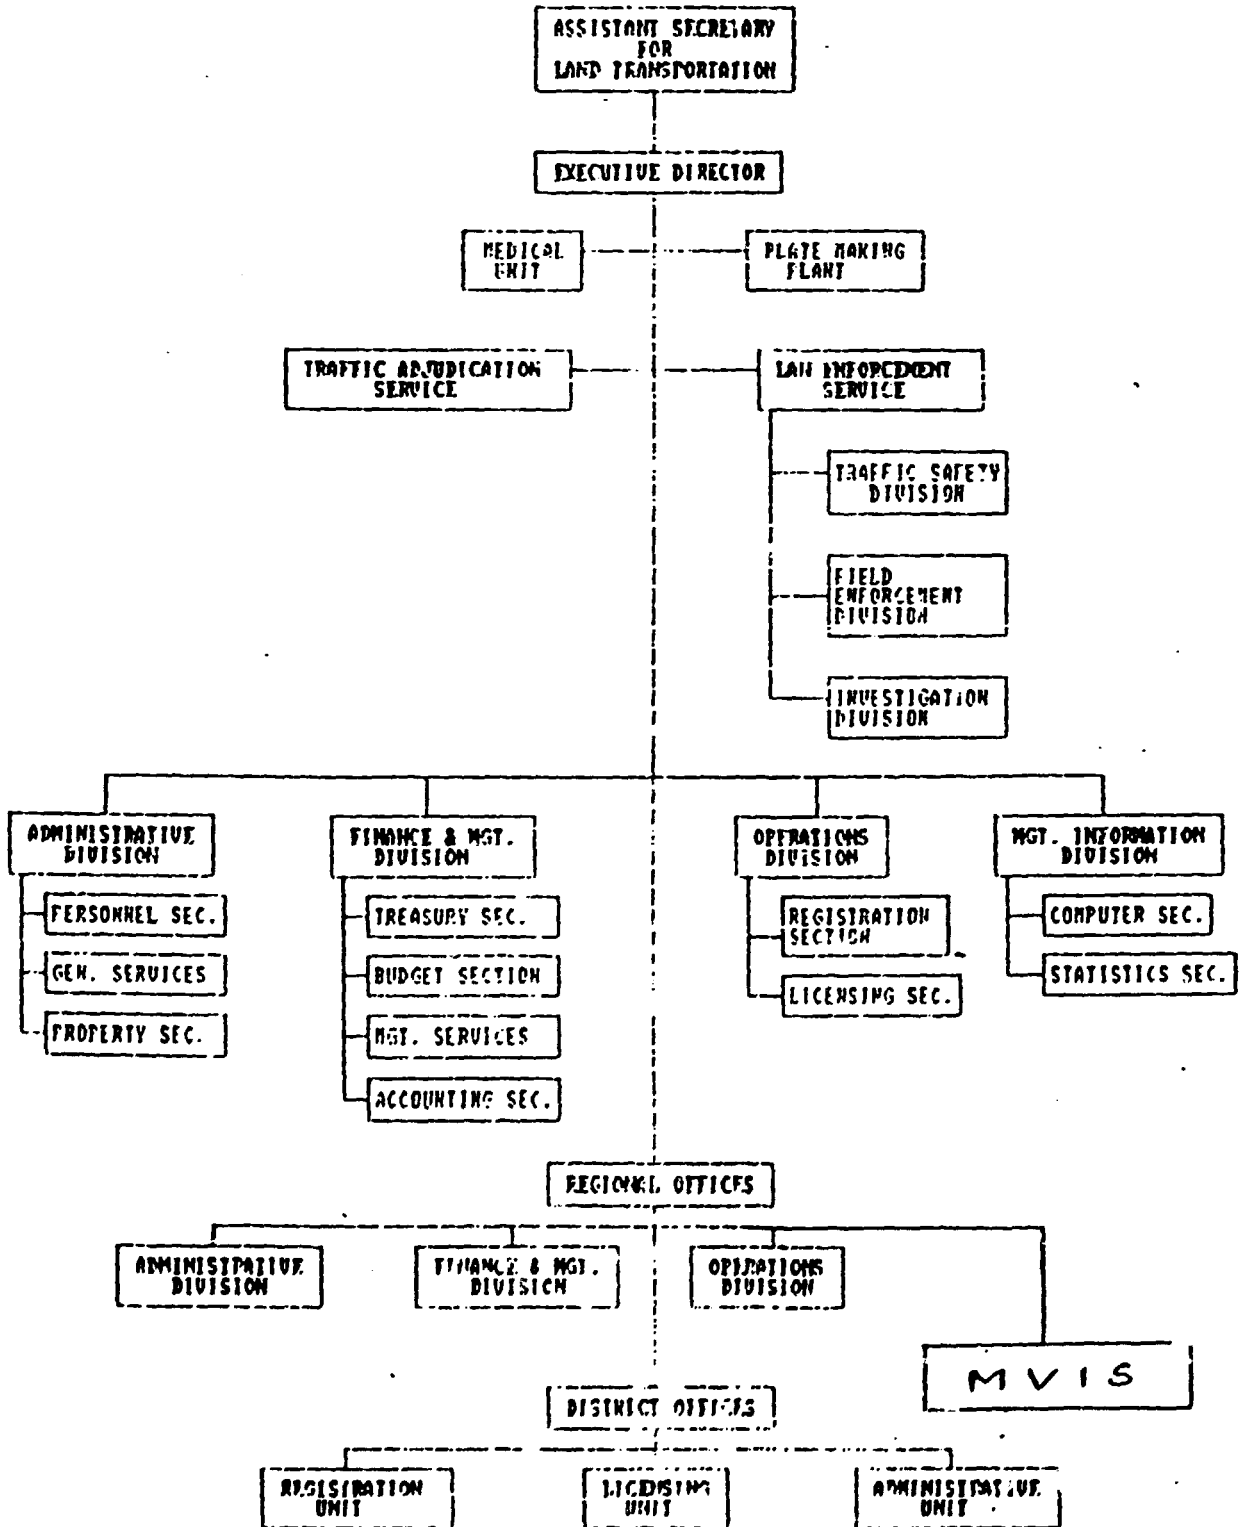 ASSISTANT SECRETARY
FOR
LAND TRANSPORTATION
EXECUTIVE DIRECTOR
MEDICAL
UNIT
PLATE MAKING
PLANT
TRAFFIC ADJUDICATION
SERVICE
LAW ENFORCEMENT
SERVICE
TRAFFIC SAFETY
DIVISION
FIELD
ENFORCEMENT
DIVISION
INVESTIGATION
DIVISION
ADMINISTRATIVE
DIVISION
PERSONNEL SEC.
GEN. SERVICES
PROPERTY SEC.
FINANCE & MGT.
DIVISION
TREASURY SEC.
BUDGET SECTION
MGT. SERVICES
ACCOUNTING SEC.
OPERATIONS
DIVISION
REGISTRATION
SECTION
LICENSING SEC.
MGT. INFORMATION
DIVISION
COMPUTER SEC.
STATISTICS SEC.
REGIONAL OFFICES
ADMINISTRATIVE
DIVISION
FINANCE & MGT.
DIVISION
OPERATIONS
DIVISION
MVIS
DISTRICT OFFICES
REGISTRATION
UNIT
LICENSING
UNIT
ADMINISTRATIVE
UNIT